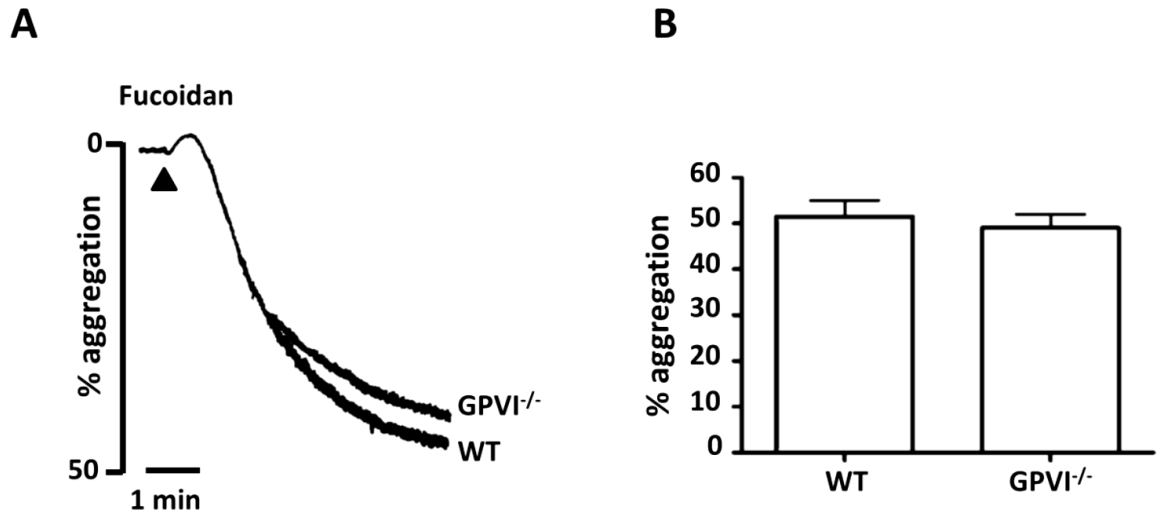 A
Fucoidan
0
% aggregation
50
1 min
GPVI-/-
WT
B
60
50
40
30
20
10
0
% aggregation
WT
GPVI-/-